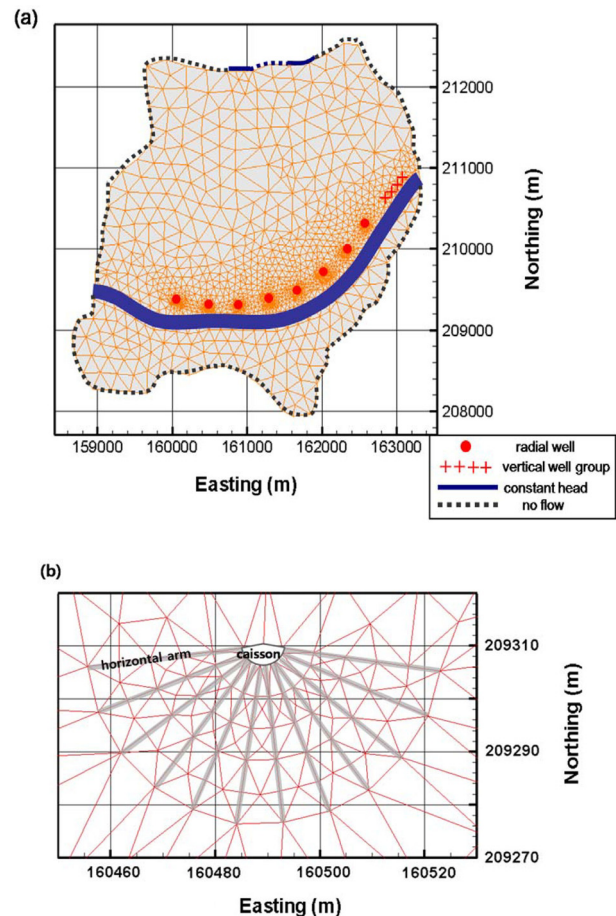 (a)
212000
211000
210000
209000
208000
Northing (m)
159000 160000 161000 162000 163000
Easting (m)
radial well
vertical well group
constant head
no flow
(b)
horizontal arm
caisson
209310
209290
209270
Northing (m)
160460 160480 160500 160520
Easting (m)